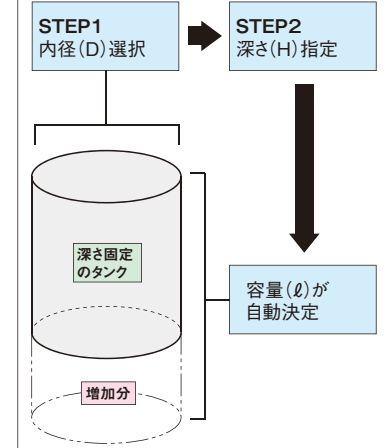 STEP1
内径(D)選択
STEP2
深さ(H)指定
深さ固定
のタンク
容量(ℓ)が
自動決定
増加分